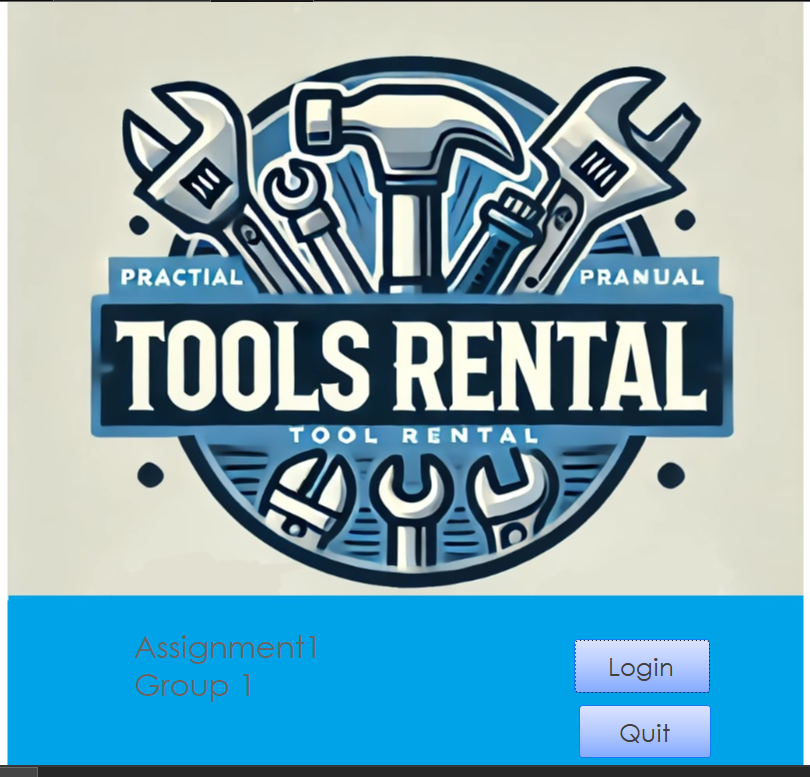 PRACTIAL PRANUAL
TOOLS RENTAL
TOOL RENTAL
Assignment1
Group 1
Login
Quit